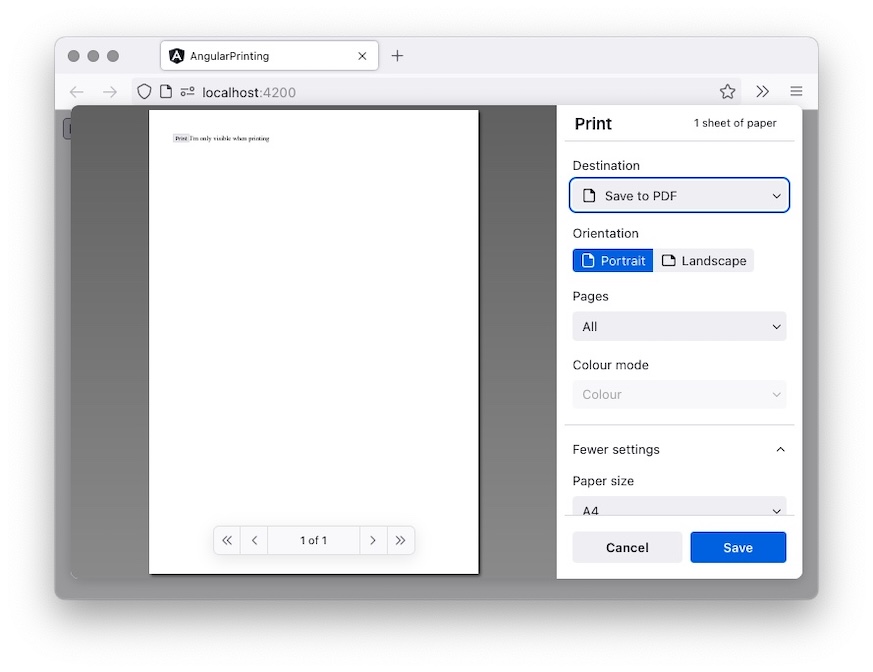 AngularPrinting
localhost:4200
Print I'm only visible when printing
1 of 1
Print
1 sheet of paper
Destination
Save to PDF
Orientation
Portrait
Landscape
Pages
All
Colour mode
Colour
Fewer settings
Paper size
A4
Cancel
Save